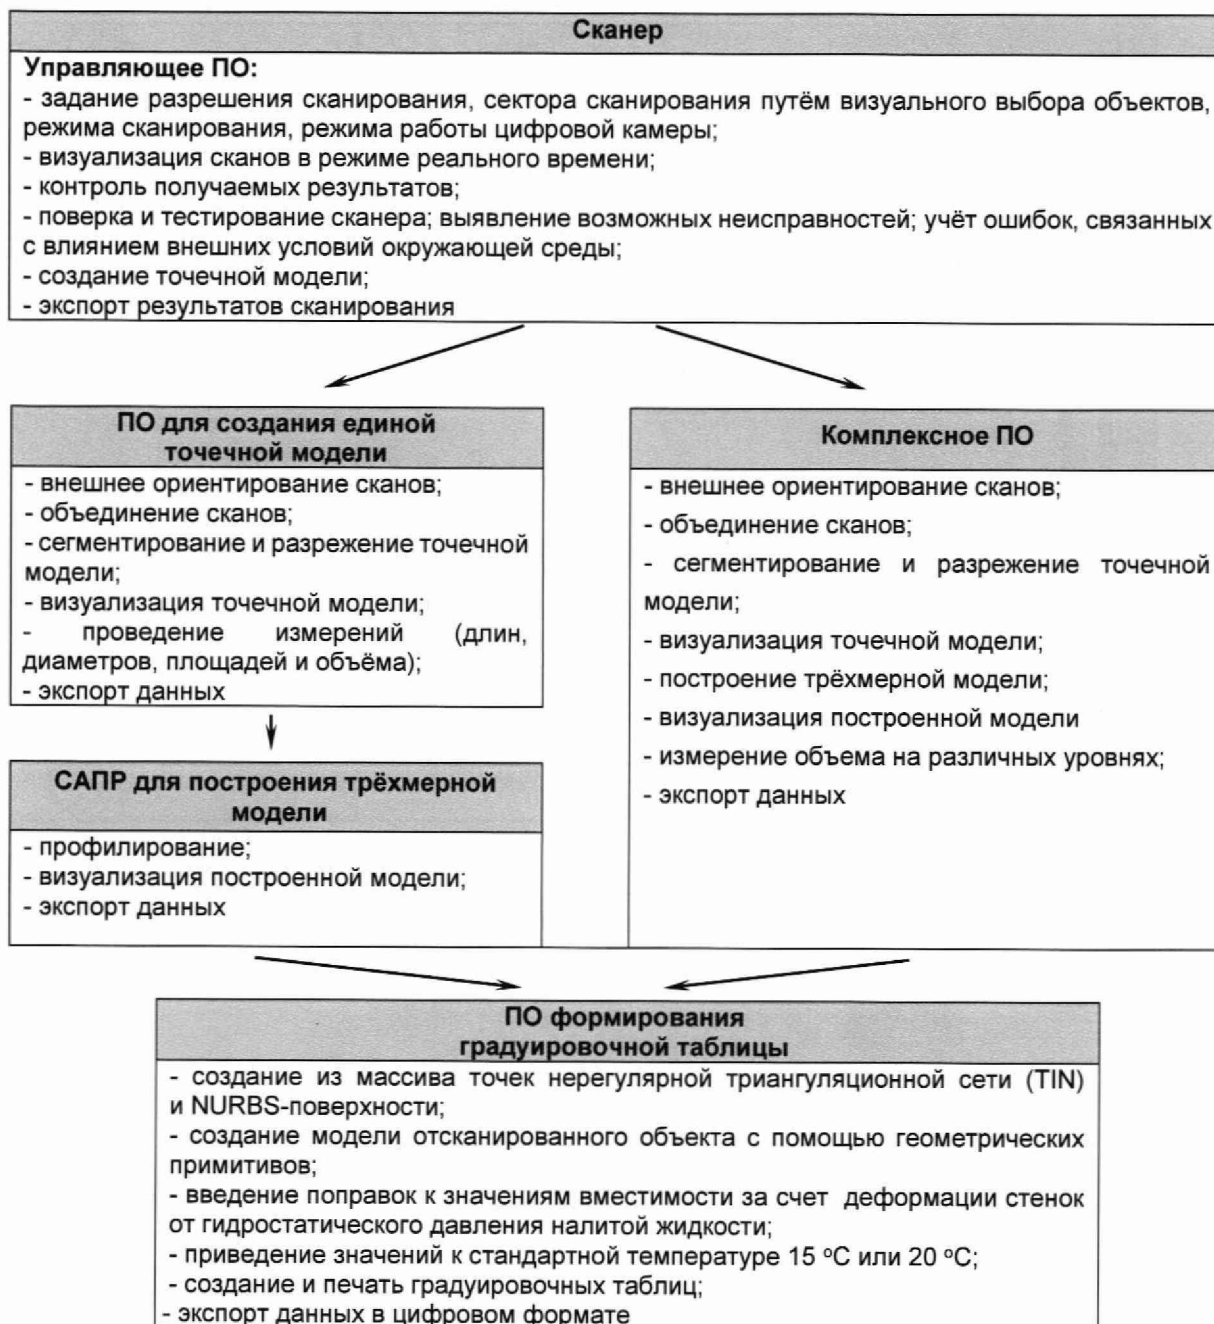 Сканер
Управляющее ПО:
- задание разрешения сканирования, сектора сканирования путём визуального выбора объектов,
режима сканирования, режима работы цифровой камеры;
- визуализация сканов в режиме реального времени;
- контроль получаемых результатов;
- поверка и тестирование сканера; выявление возможных неисправностей; учёт ошибок, связанных
с влиянием внешних условий окружающей среды;
- создание точечной модели;
- экспорт результатов сканирования
ПО для создания единой
точечной модели
- внешнее ориентирование сканов;
- объединение сканов;
- сегментирование и разрежение точечной
модели;
- визуализация точечной модели;
- проведение измерений (длин,
диаметров, площадей и объёма);
- экспорт данных
САПР для построения трёхмерной
модели
- профилирование;
- визуализация построенной модели;
- экспорт данных
Комплексное ПО
- внешнее ориентирование сканов;
- объединение сканов;
- сегментирование и разрежение точечной
модели;
- визуализация точечной модели;
- построение трёхмерной модели;
- визуализация построенной модели
- измерение объема на различных уровнях;
- экспорт данных
ПО формирования
градуировочной таблицы
- создание из массива точек нерегулярной триангуляционной сети (TIN)
и NURBS-поверхности;
- создание модели отсканированного объекта с помощью геометрических
примитивов;
- введение поправок к значениям вместимости за счет деформации стенок
от гидростатического давления налитой жидкости;
- приведение значений к стандартной температуре 15 ºС или 20 ºС;
- создание и печать градуировочных таблиц;
- экспорт данных в цифровом формате